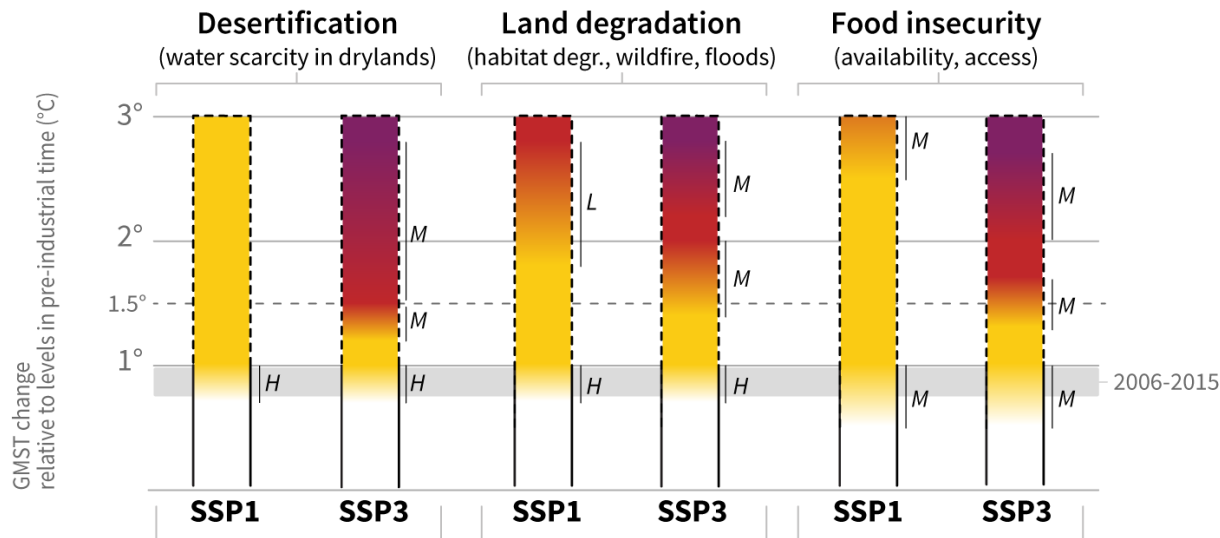 Desertification
(water scarcity in drylands)
Land degradation
(habitat degr., wildfire, floods)
Food insecurity
(availability, access)
GMST change
relative to levels in pre-industrial time (°C)
3°
2°
1.5°
1°
M
M
H
H
L
H
M
M
H
M
M
M
M
M
2006-2015
SSP1
SSP3
SSP1
SSP3
SSP1
SSP3